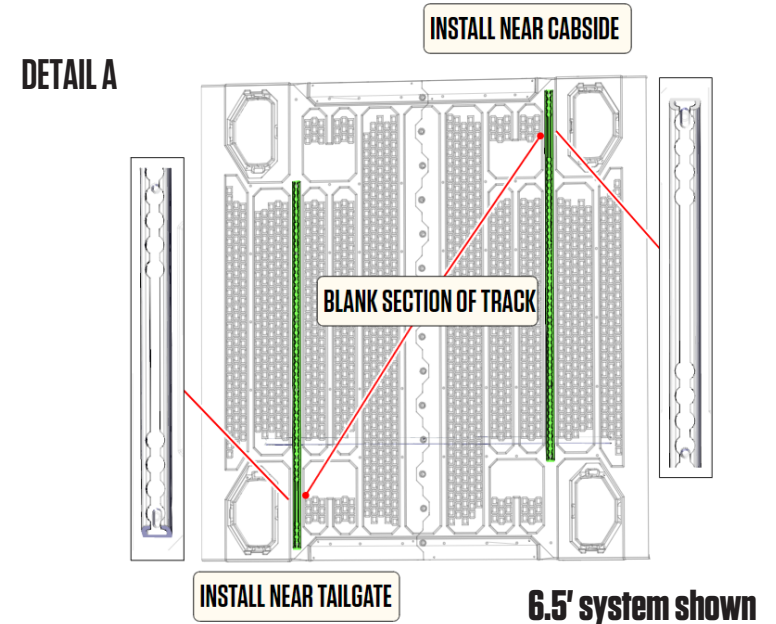 INSTALL NEAR CABSIDE
DETAIL A
BLANK SECTION OF TRACK
INSTALL NEAR TAILGATE
6.5' system shown